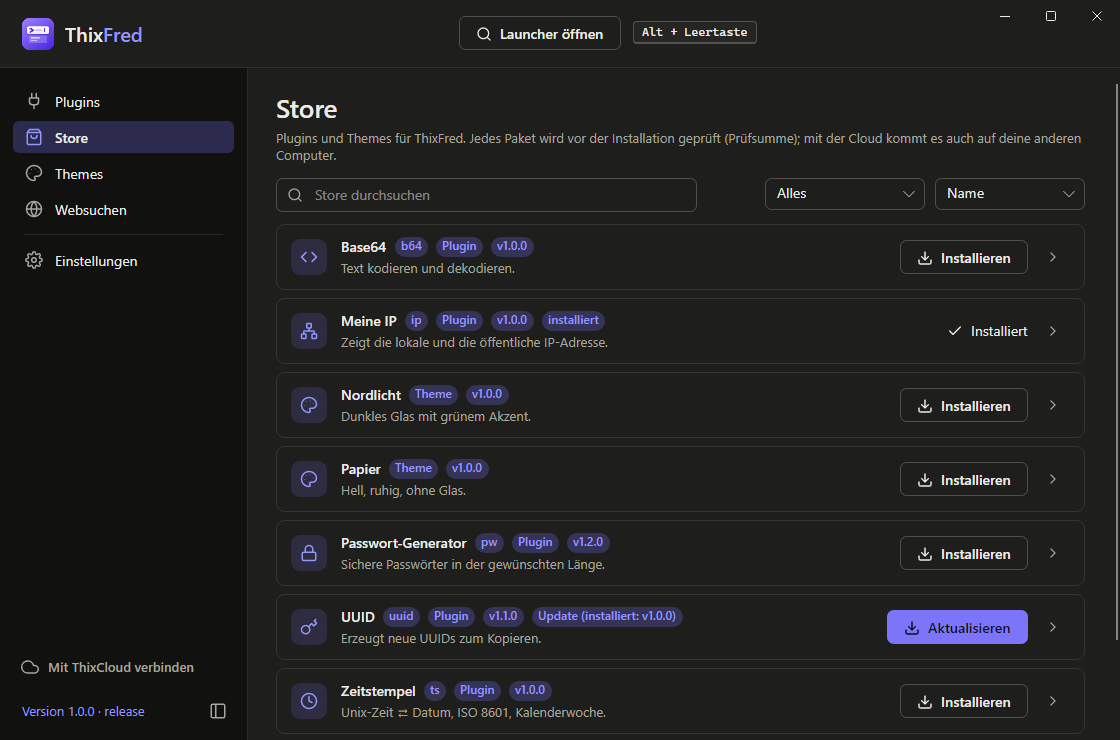 ThixFred
Launcher öffnen
Alt + Leertaste
Plugins
Store
Themes
Websuchen
Einstellungen
Mit ThixCloud verbinden
Version 1.0.0 · release
Store
Plugins und Themes für ThixFred. Jedes Paket wird vor der Installation geprüft (Prüfsumme); mit der Cloud kommt es auch auf deine anderen
Computer.
Store durchsuchen
Alles
Name
Base64 b64 Plugin v1.0.0
Text kodieren und dekodieren.
Installieren
Meine IP ip Plugin v1.0.0 installiert
Zeigt die lokale und die öffentliche IP-Adresse.
Installiert
Nordlicht Theme v1.0.0
Dunkles Glas mit grünem Akzent.
Installieren
Papier Theme v1.0.0
Hell, ruhig, ohne Glas.
Installieren
Passwort-Generator pw Plugin v1.2.0
Sichere Passwörter in der gewünschten Länge.
Installieren
UUID uuid Plugin v1.1.0 Update (installiert: v1.0.0)
Erzeugt neue UUIDs zum Kopieren.
Aktualisieren
Zeitstempel ts Plugin v1.0.0
Unix-Zeit ⇄ Datum, ISO 8601, Kalenderwoche.
Installieren